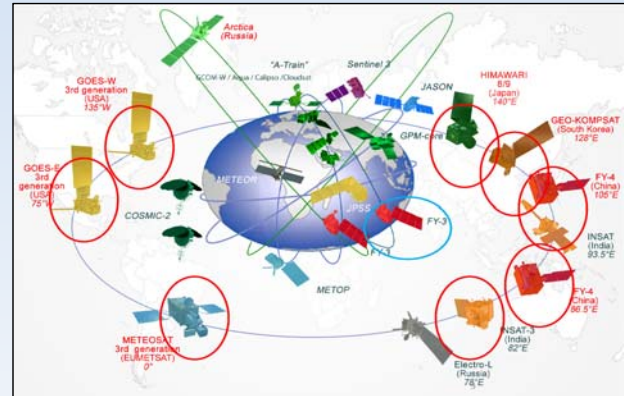 Arctica
(Russia)
"A-Train"
GCOM-W / Aqua / Calipso /Cloudsat
Sentinel 3
JASON
GOES-W
3rd generation
(USA)
135°W
HIMAWARI
8/9
(Japan)
140°E
GEO-KOMPSAT
(South Korea)
128°E
GPM-core
GOES-E
3rd
generation
(USA)
75°W
METEOR
FY-4
(China)
105°E
COSMIC-2
JPSS
FY-3
INSAT
(India)
93.5°E
FY-3
METOP
FY-4
(China)
86.5°E
METEOSAT
3rd generation
(EUMETSAT)
0°
INSAT-3
(India)
82°E
Electro-L
(Russia)
78°E